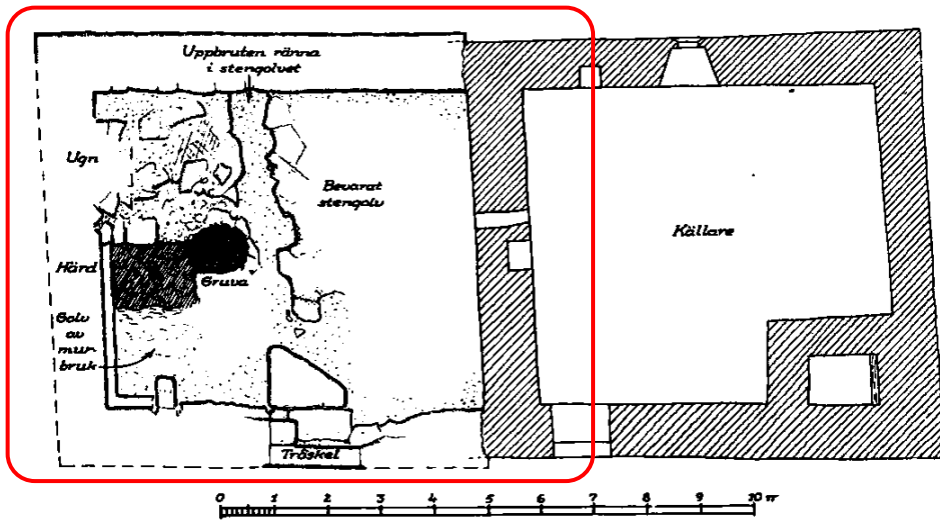 Uppbruten ränna
i stengolvet
Ugn
Bevarat
stengolv
Källare
Härd
Gruva
Golv
av
mur-
bruk
Tröskel
0 1 2 3 4 5 6 7 8 9 10 m